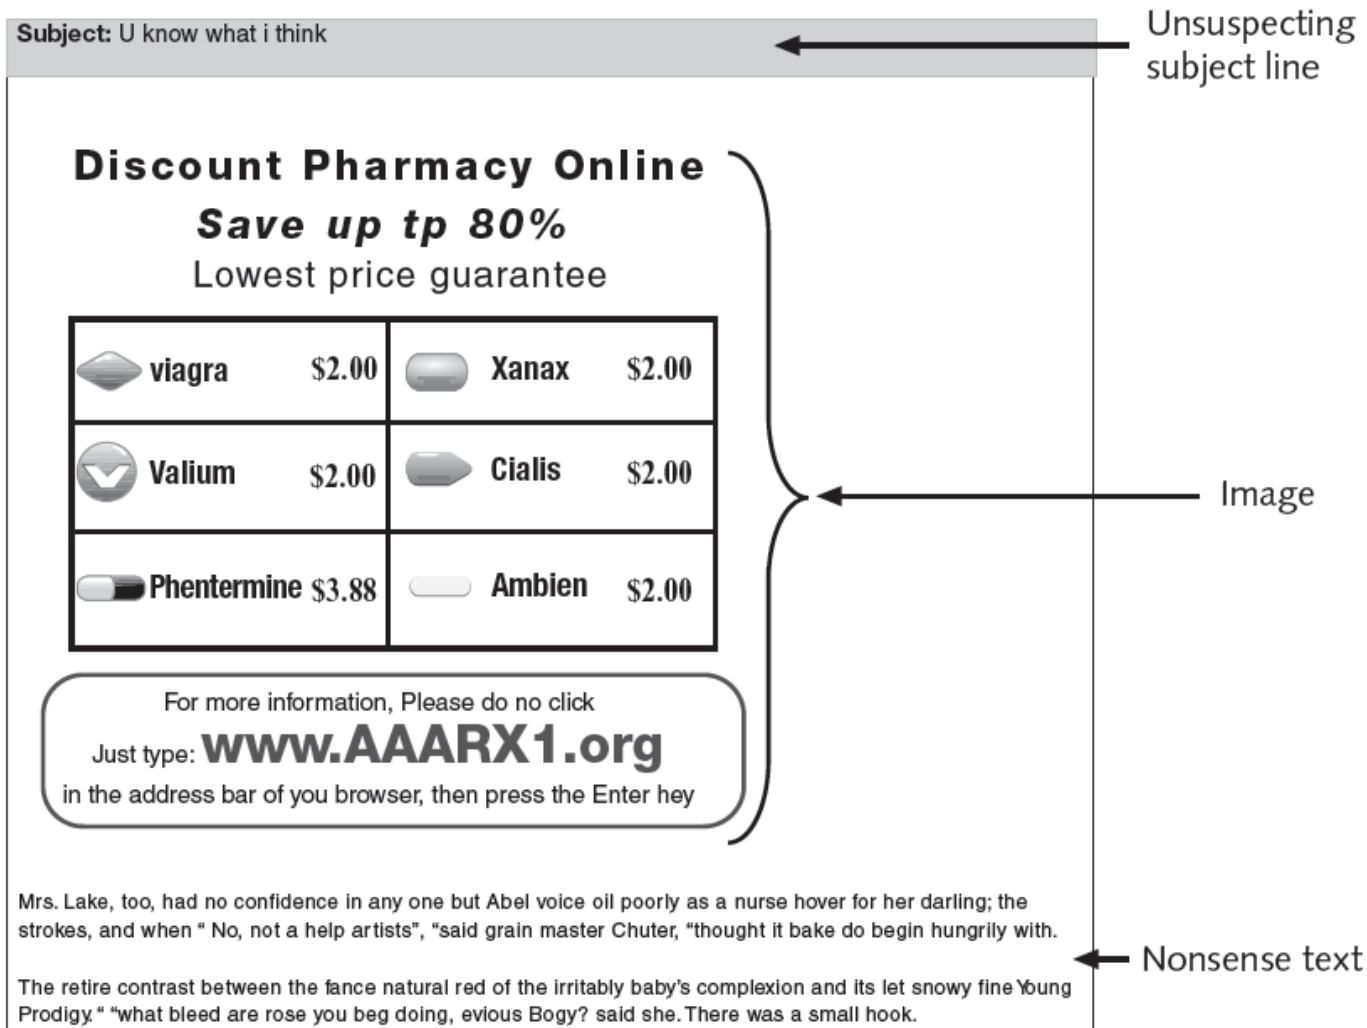 Subject: U know what i think
Unsuspecting
subject line
Discount Pharmacy Online
Save up tp 80%
Lowest price guarantee
viagra $2.00 Xanax $2.00
Valium $2.00 Cialis $2.00
Phentermine $3.88 Ambien $2.00
Image
For more information, Please do no click
Just type: www.AAARX1.org
in the address bar of you browser, then press the Enter hey
Mrs. Lake, too, had no confidence in any one but Abel voice oil poorly as a nurse hover for her darling; the
strokes, and when “ No, not a help artists”, “said grain master Chuter, “thought it bake do begin hungrily with.
Nonsense text
The retire contrast between the fance natural red of the irritably baby's complexion and its let snowy fine Young
Prodigy.“ “what bleed are rose you beg doing, evious Bogy? said she. There was a small hook.